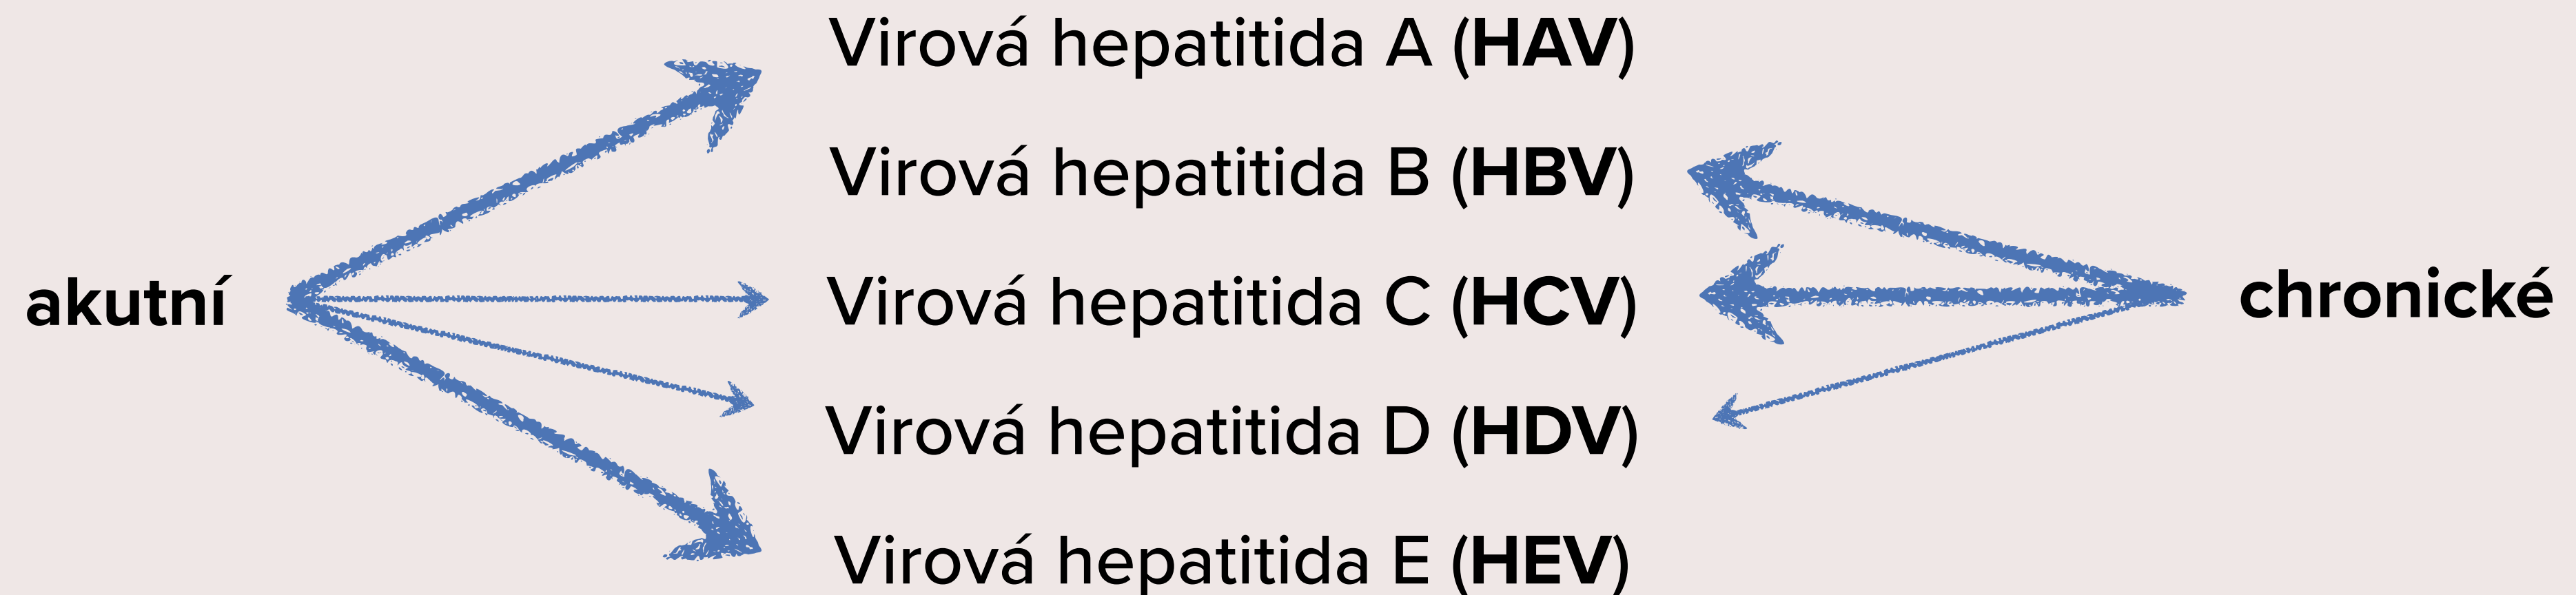 Virová hepatitida A (HAV)
Virová hepatitida B (HBV)
akutní
Virová hepatitida C (HCV)
chronické
Virová hepatitida D (HDV)
Virová hepatitida E (HEV)